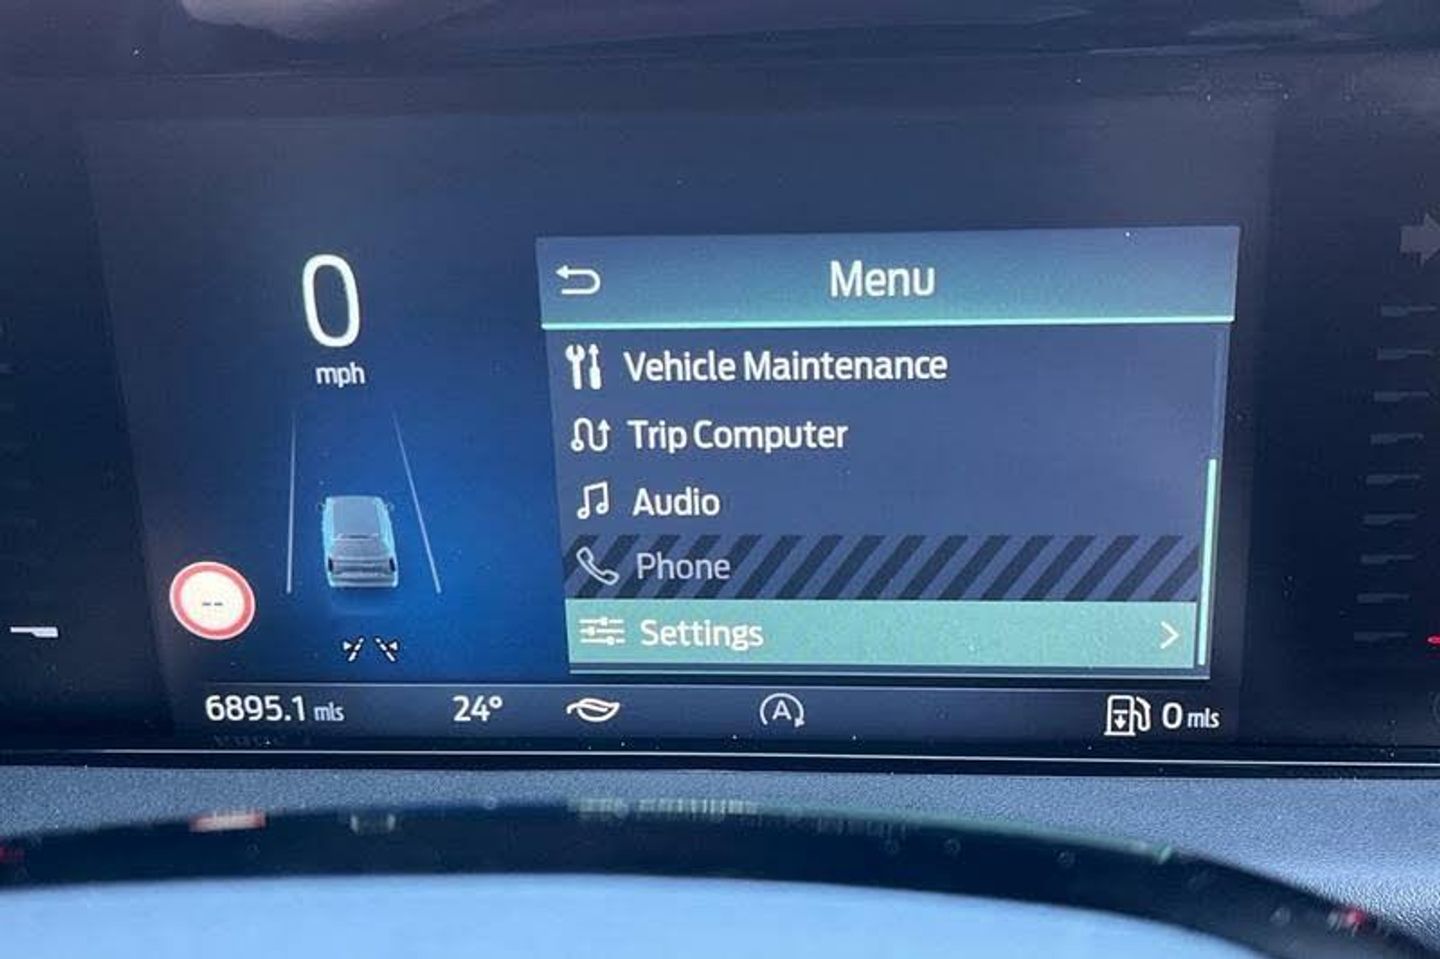 Menu
0
mph
Vehicle Maintenance
Trip Computer
Audio
Phone
Settings
--
6895.1 mls
24°
A
0 mls